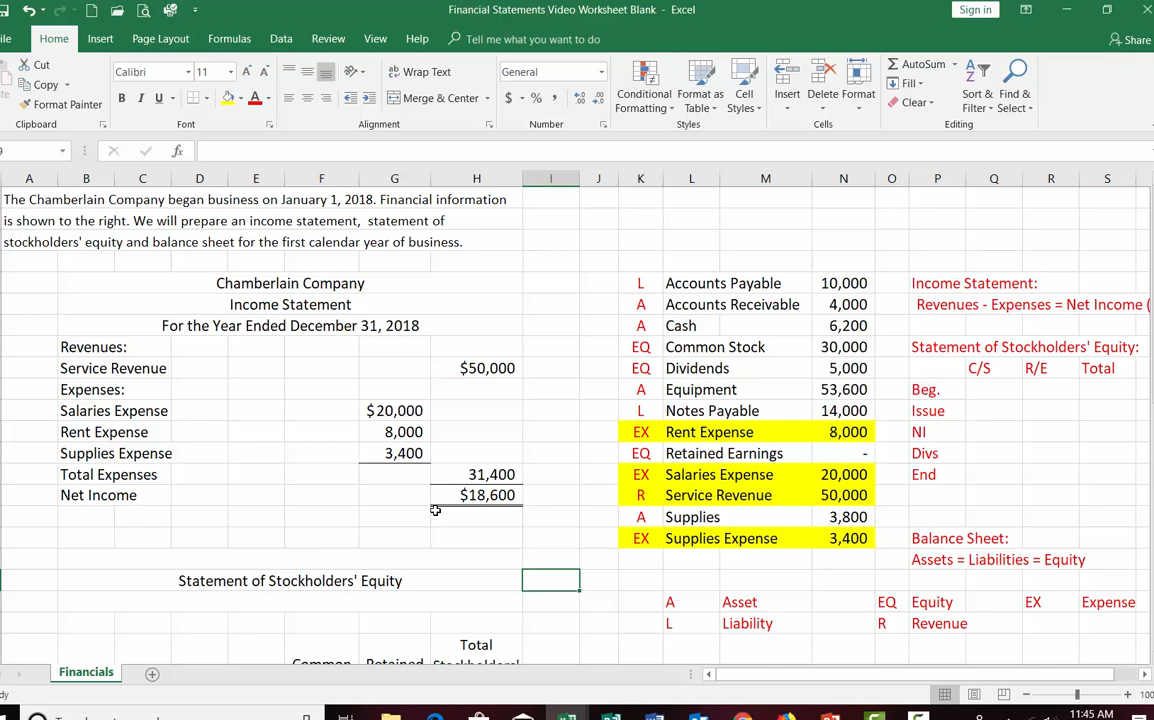 Financial Statements Video Worksheet Blank - Excel
Sign in
Home Insert Page Layout Formulas Data Review View Help Tell me what you want to do
Share
Cut
Copy
Format Painter
Clipboard
Calibri 11
B I U
Font
Wrap Text
Merge & Center
Alignment
General
$ % ,
Number
Conditional Formatting
Format as Table
Cell Styles
Styles
Insert Delete Format
Cells
AutoSum
Fill
Clear
Sort & Filter
Find & Select
Editing
fx
A B C D E F G H I J K L M N O P Q R S
The Chamberlain Company began business on January 1, 2018. Financial information
is shown to the right. We will prepare an income statement, statement of
stockholders' equity and balance sheet for the first calendar year of business.
Chamberlain Company
Income Statement
For the Year Ended December 31, 2018
Revenues:
Service Revenue $50,000
Expenses:
Salaries Expense $20,000
Rent Expense 8,000
Supplies Expense 3,400
Total Expenses 31,400
Net Income $18,600
Statement of Stockholders' Equity
Total
Common Retained Stockholders'
L Accounts Payable 10,000
A Accounts Receivable 4,000
A Cash 6,200
EQ Common Stock 30,000
EQ Dividends 5,000
A Equipment 53,600
L Notes Payable 14,000
EX Rent Expense 8,000
EQ Retained Earnings -
EX Salaries Expense 20,000
R Service Revenue 50,000
A Supplies 3,800
EX Supplies Expense 3,400
Income Statement:
Revenues - Expenses = Net Income (
Statement of Stockholders' Equity:
C/S R/E Total
Beg.
Issue
NI
Divs
End
Balance Sheet:
Assets = Liabilities = Equity
A Asset EQ Equity EX Expense
L Liability R Revenue
Financials
100
11:45 AM